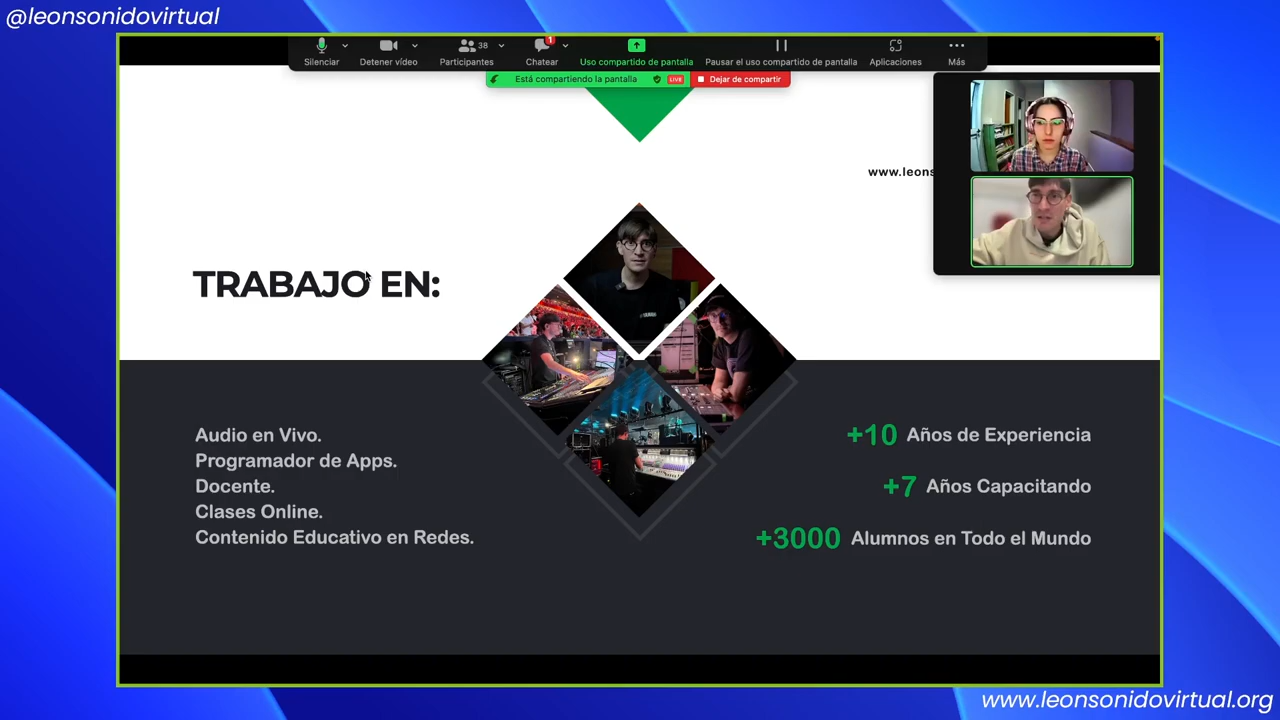 @leonsonidovirtual
38
1
Silenciar
Detener vídeo
Participantes
Chatear
Uso compartido de pantalla
Pausar el uso compartido de pantalla
Aplicaciones
Más
Está compartiendo la pantalla
LIVE
Dejar de compartir
www.leons
TRABAJO EN:
Audio en Vivo.
Programador de Apps.
Docente.
Clases Online.
Contenido Educativo en Redes.
+10 Años de Experiencia
+7 Años Capacitando
+3000 Alumnos en Todo el Mundo
www.leonsonidovirtual.org